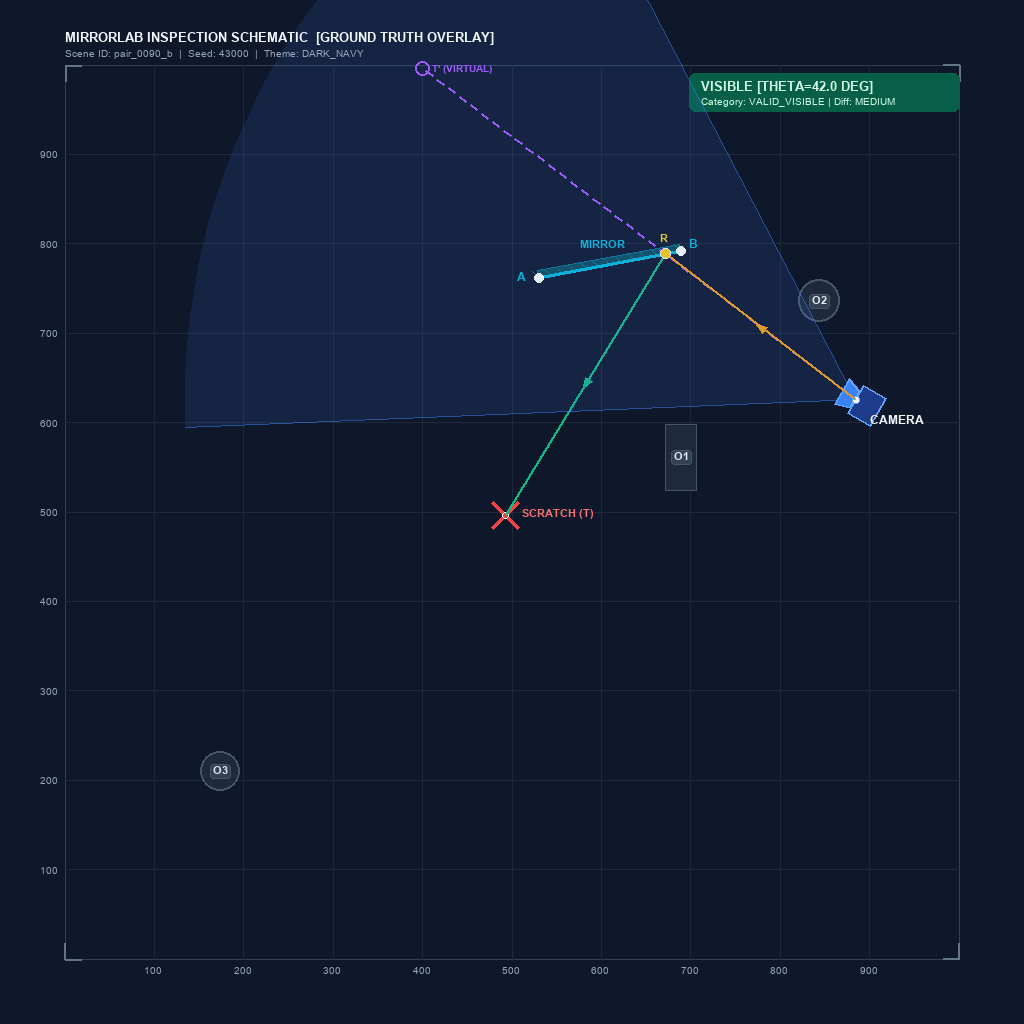 MIRRORLAB INSPECTION SCHEMATIC [GROUND TRUTH OVERLAY]
Scene ID: pair_0090_b | Seed: 43000 | Theme: DARK_NAVY
T' (VIRTUAL)
VISIBLE [THETA=42.0 DEG]
Category: VALID_VISIBLE | Diff: MEDIUM
900
800
700
600
500
400
300
200
100
MIRROR
R
B
A
O2
CAMERA
O1
SCRATCH (T)
O3
100
200
300
400
500
600
700
800
900